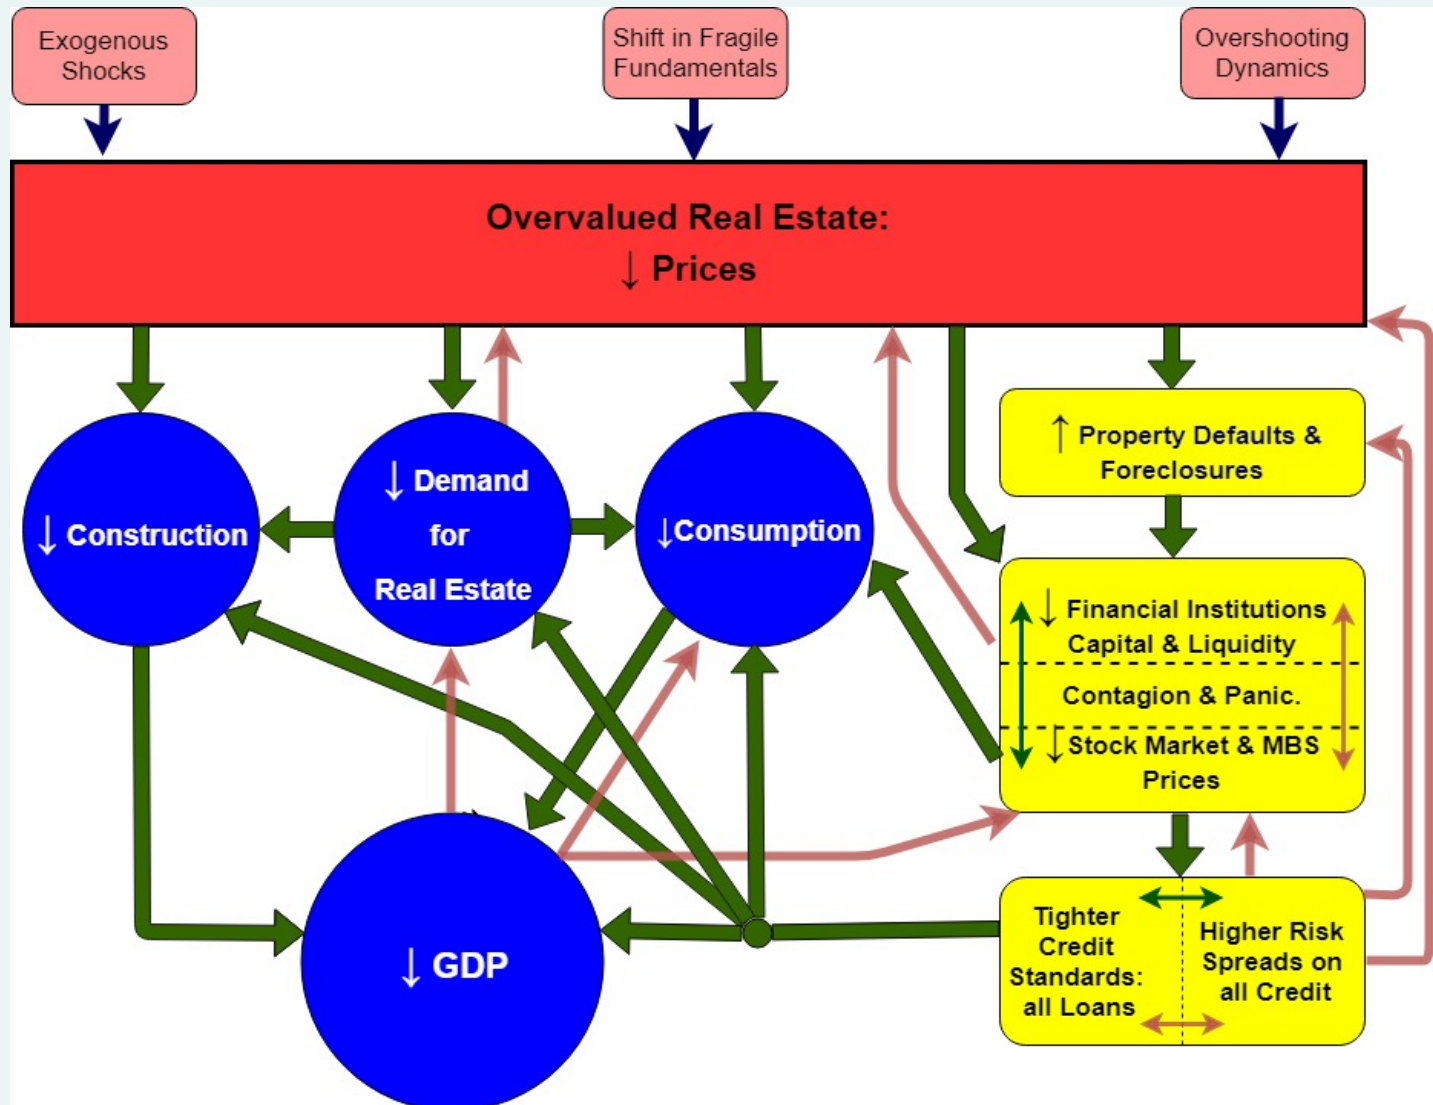 Exogenous
Shocks
Shift in Fragile
Fundamentals
Overshooting
Dynamics
Overvalued Real Estate:
↓ Prices
↓ Construction
↓ Demand
for
Real Estate
↓Consumption
↑ Property Defaults &
Foreclosures
↓ Financial Institutions
Capital & Liquidity
Contagion & Panic.
↓Stock Market & MBS
Prices
↓ GDP
Tighter
Credit
Standards:
all Loans
Higher Risk
Spreads on
all Credit